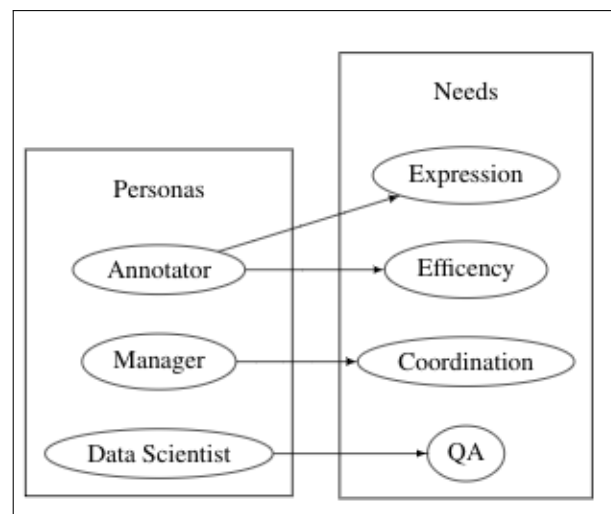 Needs
Expression
Personas
Annotator
Efficency
Manager
Coordination
Data Scientist
QA